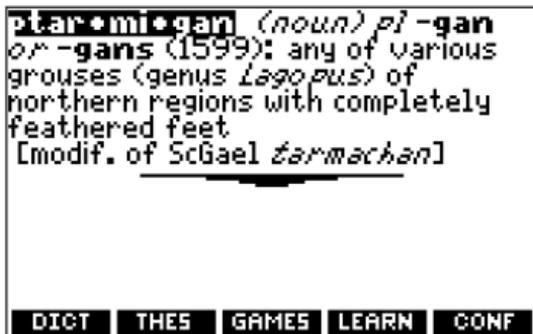 ptar•mi•gan (noun) pl -gan
or -gans (1599): any of various
grouses (genus Lagopus) of
northern regions with completely
feathered feet
[modif. of ScGael tarmachan]
DICT THES GAMES LEARN CONF